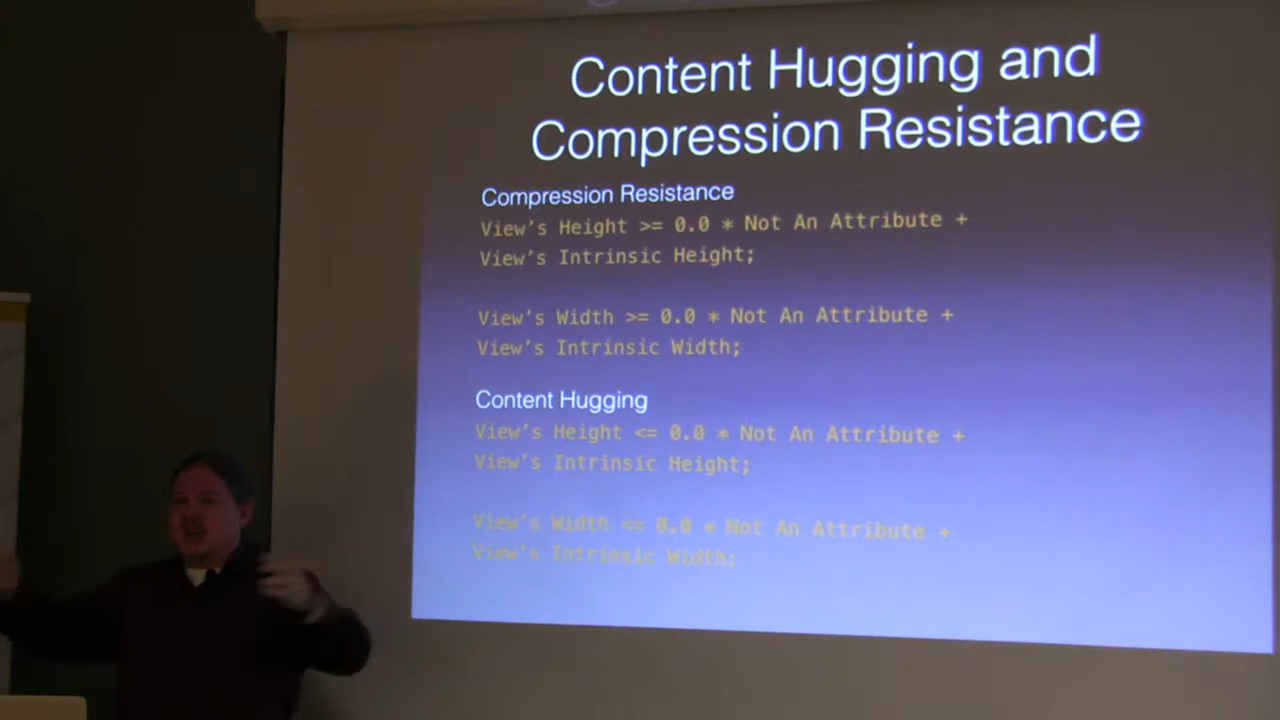 Content Hugging and
Compression Resistance
Compression Resistance
View's Height >= 0.0 * Not An Attribute +
View's Intrinsic Height;
View's Width >= 0.0 * Not An Attribute +
View's Intrinsic Width;
Content Hugging
View's Height <= 0.0 * Not An Attribute +
View's Intrinsic Height;
View's Width <= 0.0 * Not An Attribute +
View's Intrinsic Width;